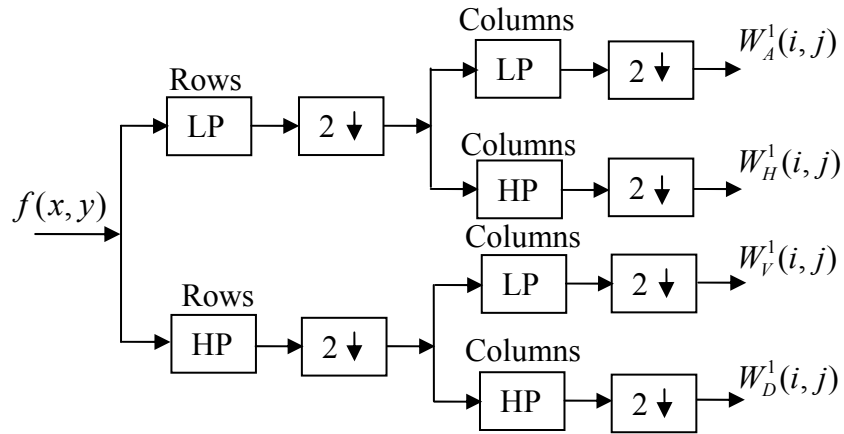 Columns
LP
2
W_A^1(i, j)
Rows
LP
2
Columns
HP
2
W_H^1(i, j)
f(x, y)
Columns
LP
2
W_V^1(i, j)
Rows
HP
2
Columns
HP
2
W_D^1(i, j)